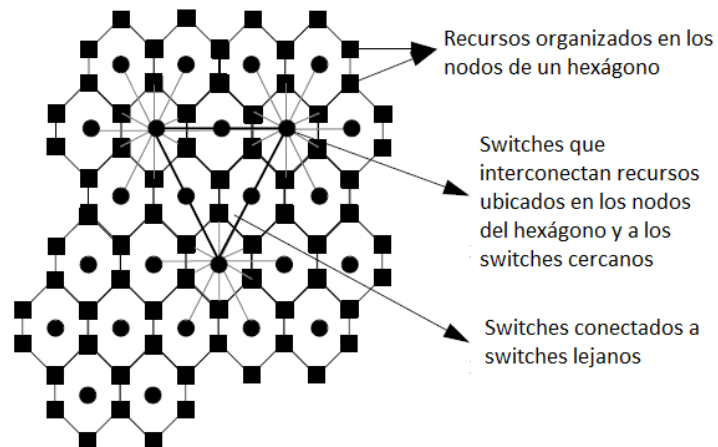 Recursos organizados en los
nodos de un hexágono
Switches que
interconectan recursos
ubicados en los nodos
del hexágono y a los
switches cercanos
Switches conectados a
switches lejanos